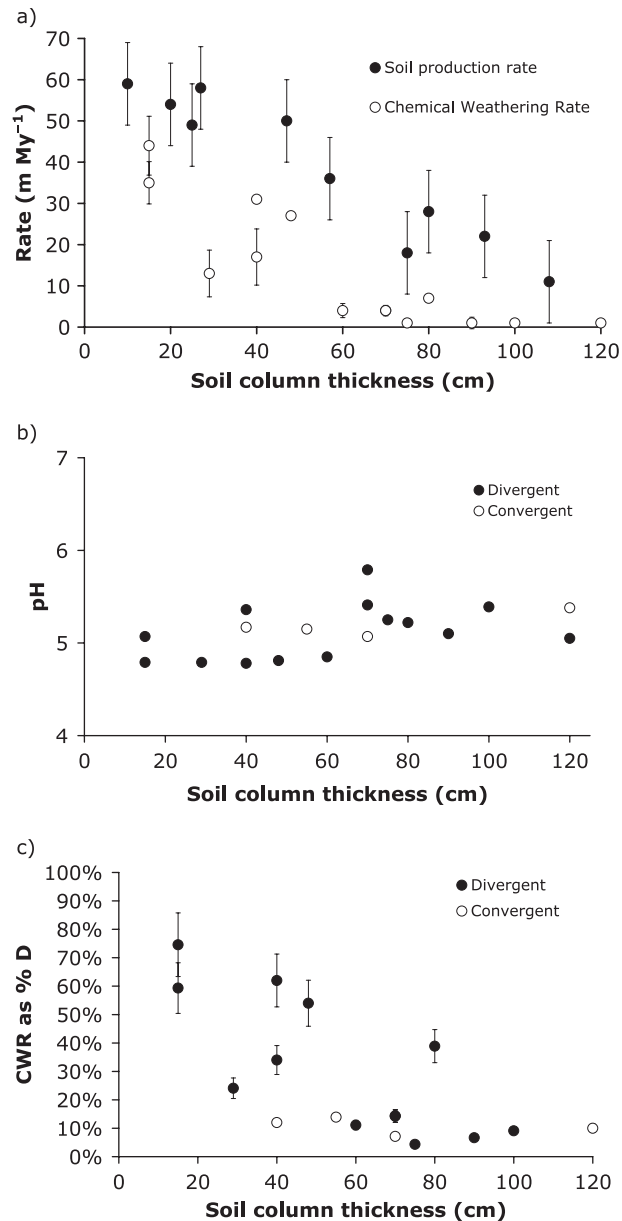 a)
70
60
50
40
30
20
10
0
Rate (m My⁻¹)
Soil production rate
Chemical Weathering Rate
0 20 40 60 80 100 120
Soil column thickness (cm)
b)
7
6
5
4
pH
Divergent
Convergent
0 20 40 60 80 100 120
Soil column thickness (cm)
c)
100%
90%
80%
70%
60%
50%
40%
30%
20%
10%
0%
CWR as % D
Divergent
Convergent
0 20 40 60 80 100 120
Soil column thickness (cm)